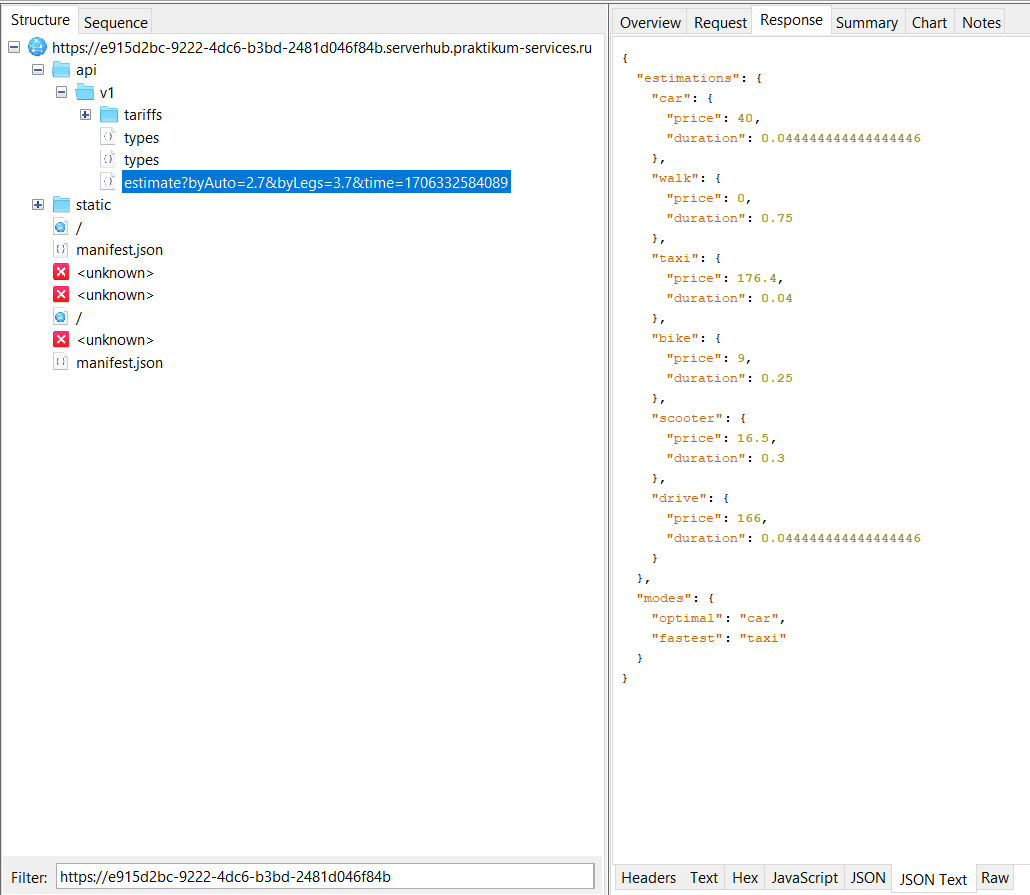 Structure Sequence
https://e915d2bc-9222-4dc6-b3bd-2481d046f84b.serverhub.praktikum-services.ru
api
v1
tariffs
types
types
estimate?byAuto=2.7&byLegs=3.7&time=1706332584089
static
/
manifest.json
<unknown>
<unknown>
/
<unknown>
manifest.json
Filter: https://e915d2bc-9222-4dc6-b3bd-2481d046f84b
Overview Request Response Summary Chart Notes
{
"estimations": {
"car": {
"price": 40,
"duration": 0.044444444444444446
},
"walk": {
"price": 0,
"duration": 0.75
},
"taxi": {
"price": 176.4,
"duration": 0.04
},
"bike": {
"price": 9,
"duration": 0.25
},
"scooter": {
"price": 16.5,
"duration": 0.3
},
"drive": {
"price": 166,
"duration": 0.044444444444444446
}
},
"modes": {
"optimal": "car",
"fastest": "taxi"
}
}
Headers Text Hex JavaScript JSON JSON Text Raw